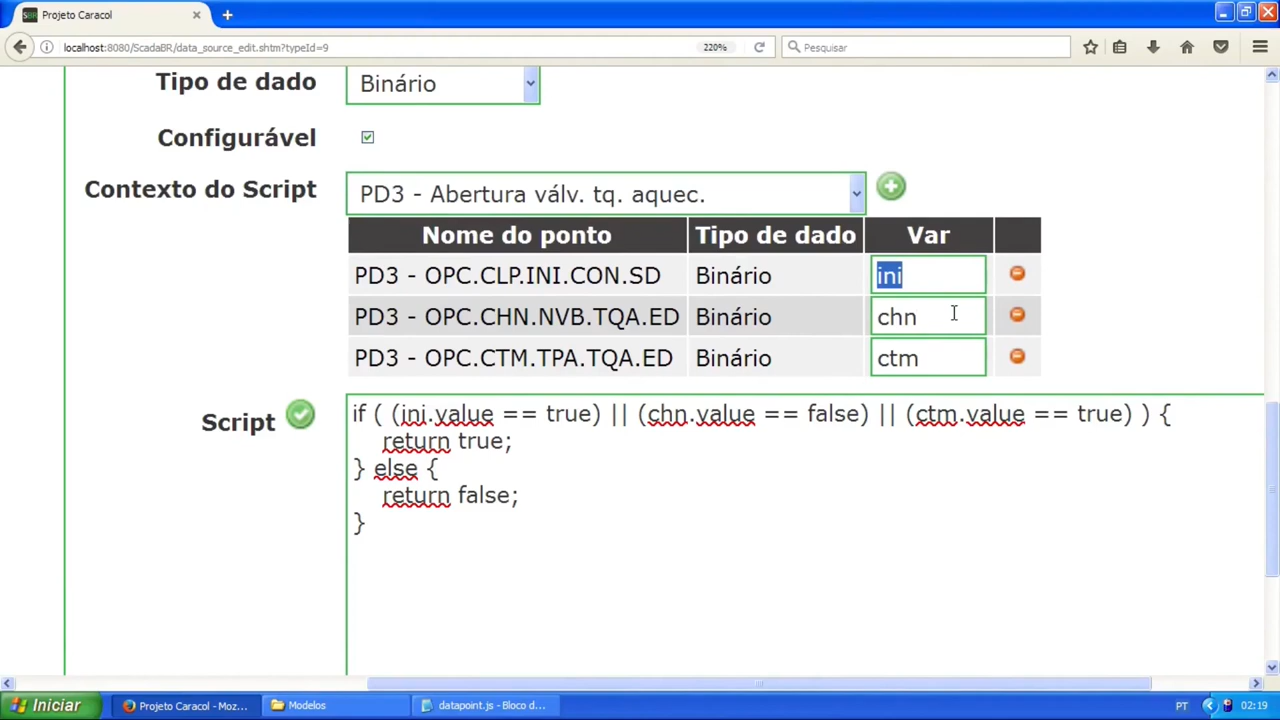 Projeto Caracol
localhost:8080/ScadaBR/data_source_edit.shtm?typeId=9
220%
Pesquisar
Tipo de dado
Binário
Configurável
Contexto do Script
PD3 - Abertura válv. tq. aquec.
Nome do ponto Tipo de dado Var
PD3 - OPC.CLP.INI.CON.SD Binário ini
PD3 - OPC.CHN.NVB.TQA.ED Binário chn
PD3 - OPC.CTM.TPA.TQA.ED Binário ctm
Script
if ( (ini.value == true) || (chn.value == false) || (ctm.value == true) ) {
return true;
} else {
return false;
}
Iniciar
Projeto Caracol - Moz...
Modelos
datapoint.js - Bloco d...
PT
02:19